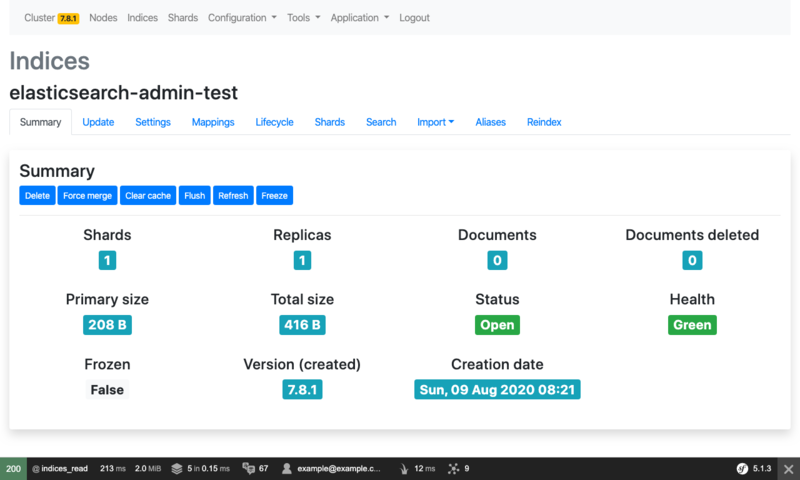 Cluster 7.8.1 Nodes Indices Shards Configuration Tools Application Logout
Indices
elasticsearch-admin-test
Summary Update Settings Mappings Lifecycle Shards Search Import Aliases Reindex
Summary
Delete Force merge Clear cache Flush Refresh Freeze
Shards Replicas Documents Documents deleted
1 1 0 0
Primary size Total size Status Health
208 B 416 B Open Green
Frozen Version (created) Creation date
False 7.8.1 Sun, 09 Aug 2020 08:21
200 @ indices_read 213 ms 2.0 MiB 5 in 0.15 ms 67 example@example.c... 12 ms 9 sf 5.1.3